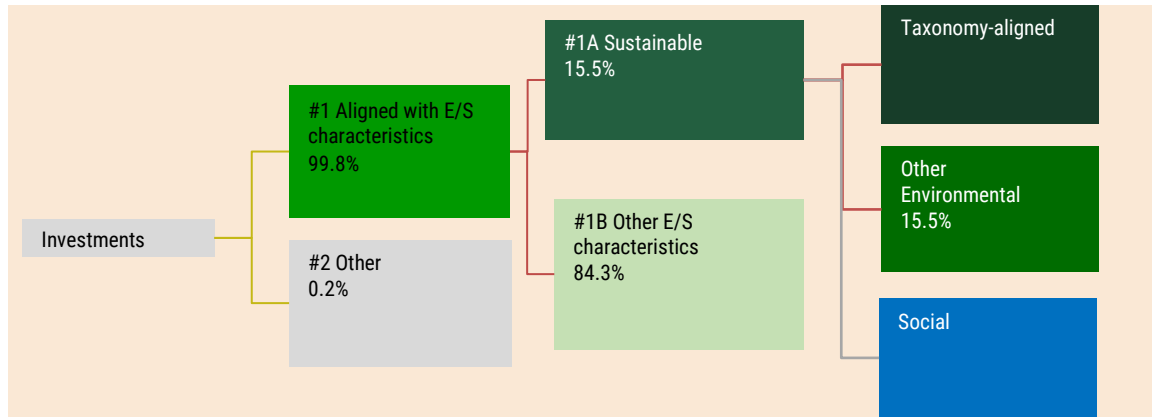 Investments
#1 Aligned with E/S
characteristics
99.8%
#2 Other
0.2%
#1A Sustainable
15.5%
#1B Other E/S
characteristics
84.3%
Taxonomy-aligned
Other
Environmental
15.5%
Social